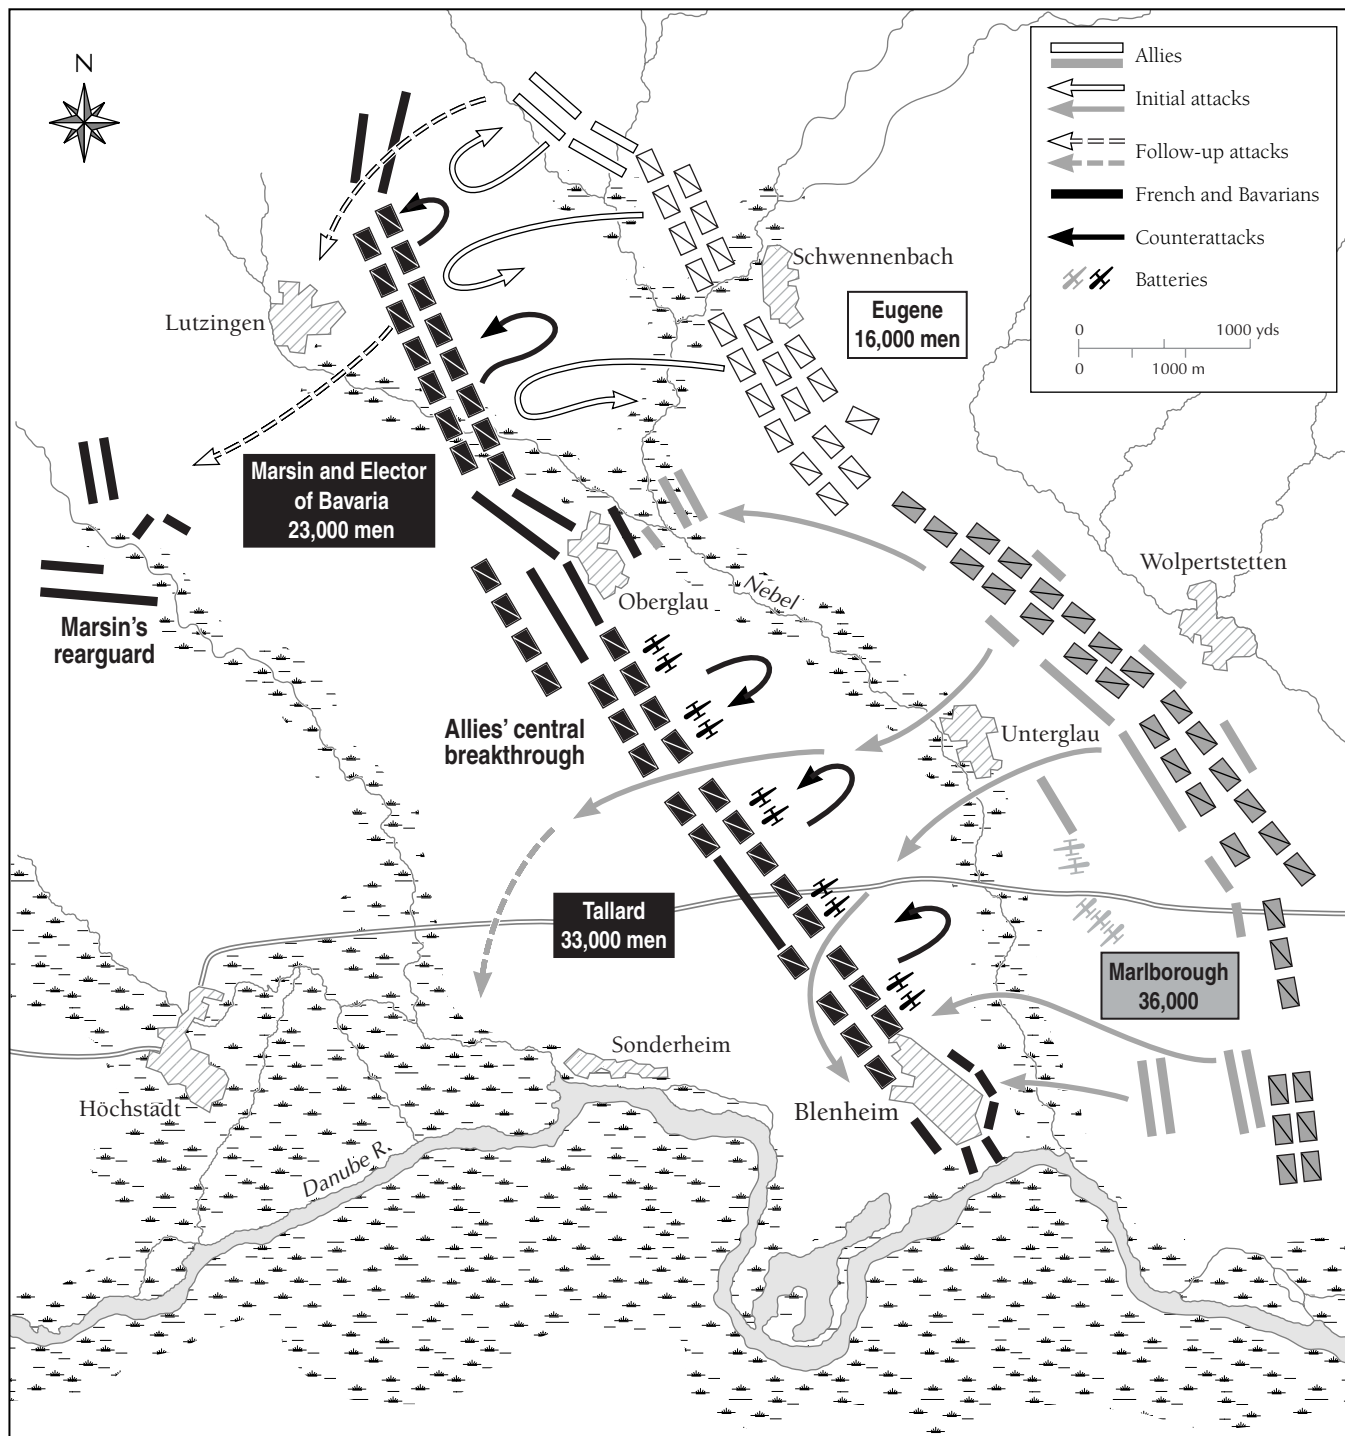 N
Allies
Initial attacks
Follow-up attacks
French and Bavarians
Counterattacks
Batteries
0 1000 yds
0 1000 m
Schwennenbach
Eugene
16,000 men
Lutzingen
Marsin and Elector
of Bavaria
23,000 men
Wolpertstetten
Nebel
Oberglau
Marsin's
rearguard
Allies' central
breakthrough
Unterglau
Tallard
33,000 men
Marlborough
36,000
Sonderheim
Höchstädt
Blenheim
Danube R.